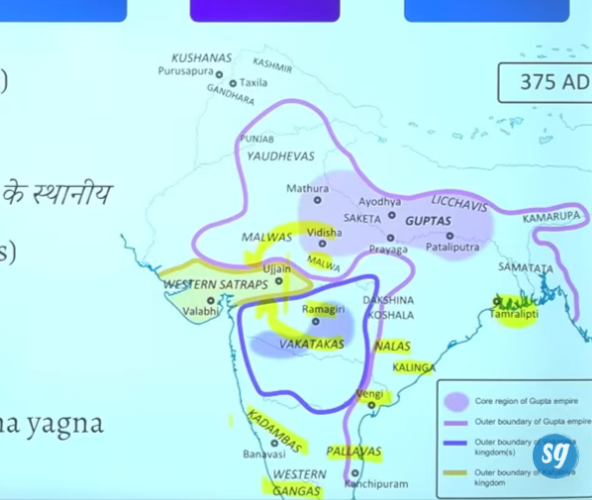 )
के स्थानीय
s)
na yagna
375 AD
KUSHANAS
KASHMIR
Purusapura
Taxila
GANDHARA
PUNJAB
YAUDHEVAS
Mathura
Ayodhya
LICCHAVIS
SAKETA
GUPTAS
KAMARUPA
MALWAS
Vidisha
Prayaga
Pataliputra
MALWA
Ujjain
SAMATATA
WESTERN SATRAPS
Valabhi
Ramagiri
DAKSHINA
KOSHALA
Tamralipti
VAKATAKAS
NALAS
KALINGA
Vengi
KADAMBAS
Banavasi
PALLAVAS
WESTERN
GANGAS
Kanchipuram
Core region of Gupta empire
Outer boundary of Gupta empire
Outer boundary of
kingdom(s)
Outer boundary of
kingdom
sg